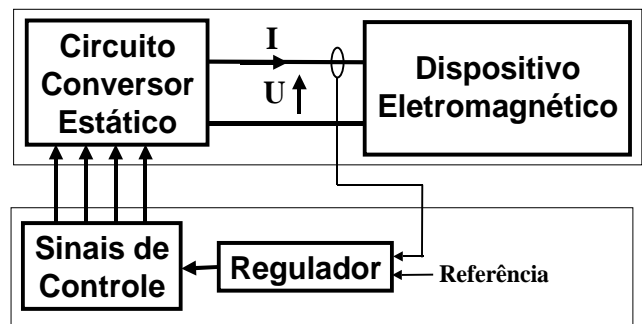 Circuito
Conversor
Estático
I
U
Dispositivo
Eletromagnético
Sinais de
Controle
Regulador
Referência